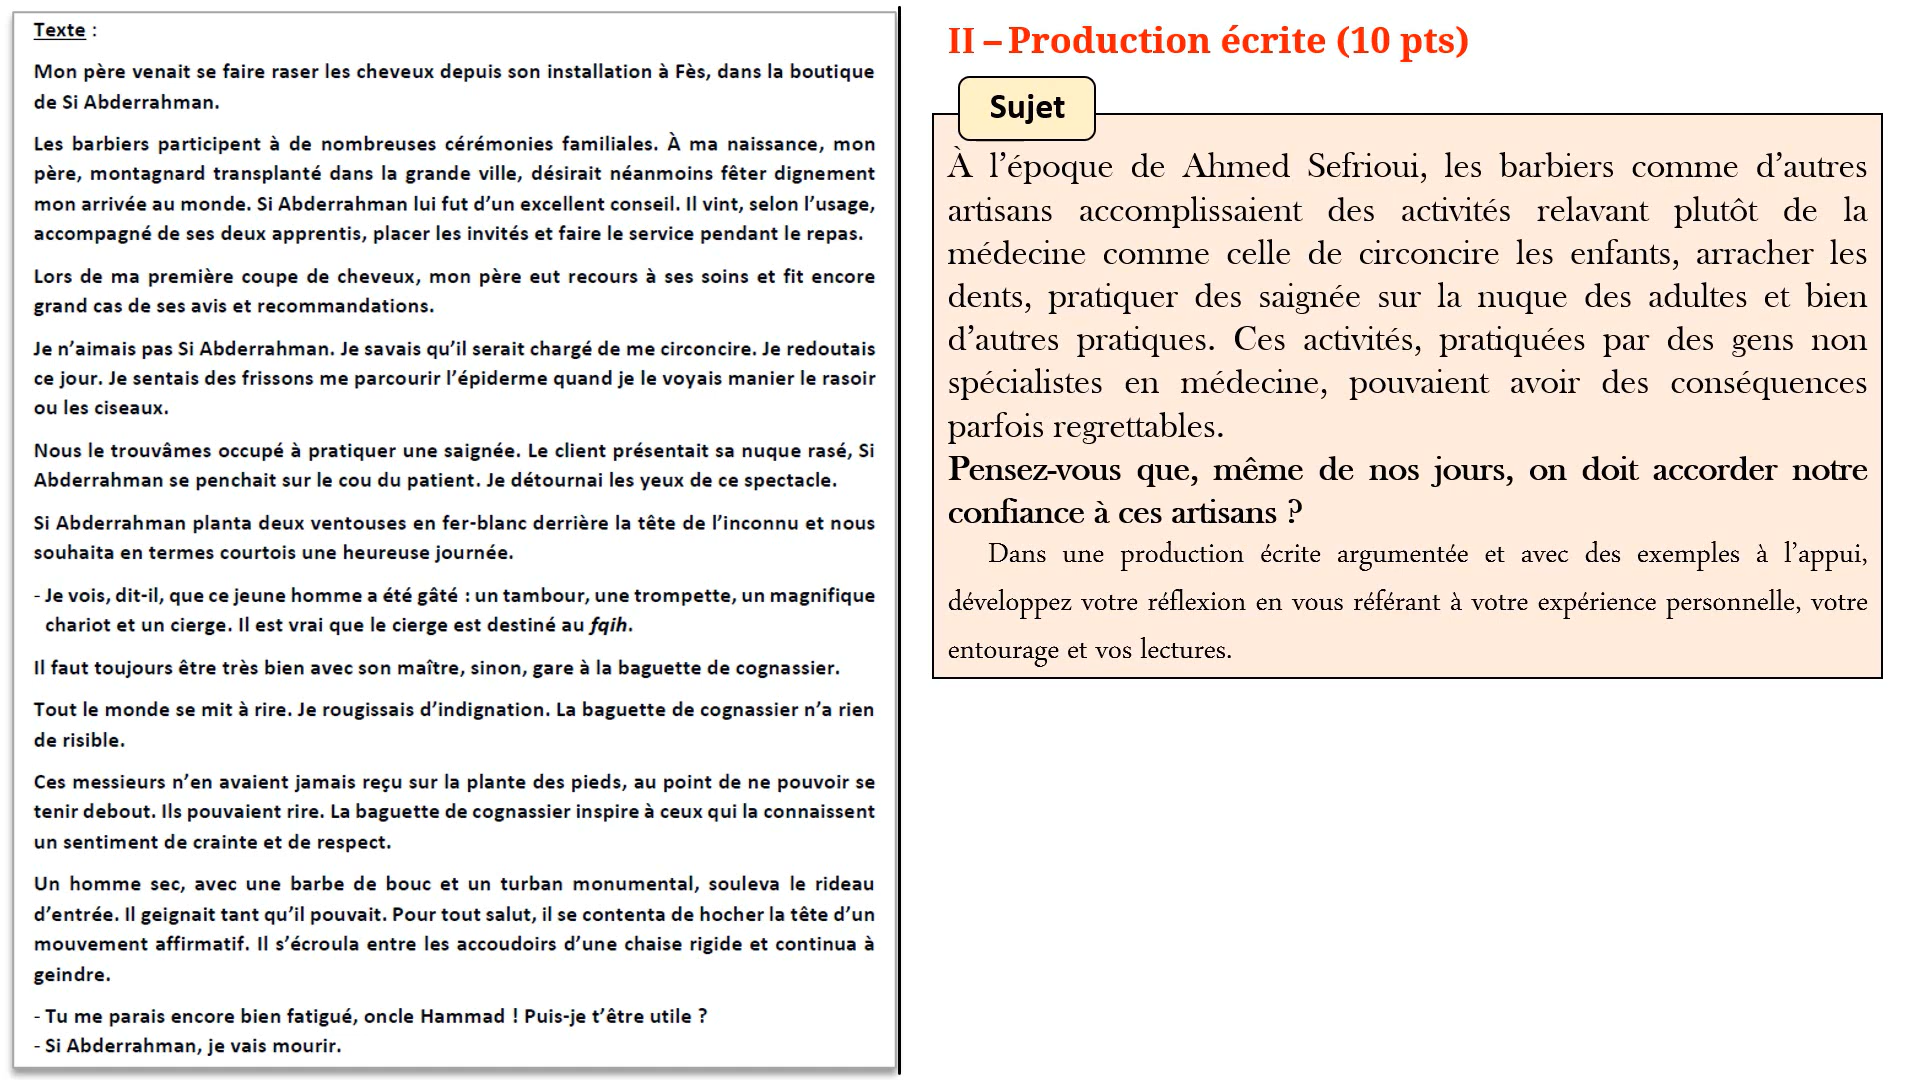 Texte :
Mon père venait se faire raser les cheveux depuis son installation à Fès, dans la boutique
de Si Abderrahman.
Les barbiers participent à de nombreuses cérémonies familiales. À ma naissance, mon
père, montagnard transplanté dans la grande ville, désirait néanmoins fêter dignement
mon arrivée au monde. Si Abderrahman lui fut d'un excellent conseil. Il vint, selon l'usage,
accompagné de ses deux apprentis, placer les invités et faire le service pendant le repas.
Lors de ma première coupe de cheveux, mon père eut recours à ses soins et fit encore
grand cas de ses avis et recommandations.
Je n'aimais pas Si Abderrahman. Je savais qu'il serait chargé de me circoncire. Je redoutais
ce jour. Je sentais des frissons me parcourir l'épiderme quand je le voyais manier le rasoir
ou les ciseaux.
Nous le trouvâmes occupé à pratiquer une saignée. Le client présentait sa nuque rasé, Si
Abderrahman se penchait sur le cou du patient. Je détournai les yeux de ce spectacle.
Si Abderrahman planta deux ventouses en fer-blanc derrière la tête de l'inconnu et nous
souhaita en termes courtois une heureuse journée.
- Je vois, dit-il, que ce jeune homme a été gâté : un tambour, une trompette, un magnifique
chariot et un cierge. Il est vrai que le cierge est destiné au fqih.
Il faut toujours être très bien avec son maître, sinon, gare à la baguette de cognassier.
Tout le monde se mit à rire. Je rougissais d'indignation. La baguette de cognassier n'a rien
de risible.
Ces messieurs n'en avaient jamais reçu sur la plante des pieds, au point de ne pouvoir se
tenir debout. Ils pouvaient rire. La baguette de cognassier inspire à ceux qui la connaissent
un sentiment de crainte et de respect.
Un homme sec, avec une barbe de bouc et un turban monumental, souleva le rideau
d'entrée. Il geignait tant qu'il pouvait. Pour tout salut, il se contenta de hocher la tête d'un
mouvement affirmatif. Il s'écroula entre les accoudoirs d'une chaise rigide et continua à
geindre.
- Tu me parais encore bien fatigué, oncle Hammad ! Puis-je t'être utile ?
- Si Abderrahman, je vais mourir.
II – Production écrite (10 pts)
Sujet
À l'époque de Ahmed Sefrioui, les barbiers comme d'autres
artisans accomplissaient des activités relavant plutôt de la
médecine comme celle de circoncire les enfants, arracher les
dents, pratiquer des saignée sur la nuque des adultes et bien
d'autres pratiques. Ces activités, pratiquées par des gens non
spécialistes en médecine, pouvaient avoir des conséquences
parfois regrettables.
Pensez-vous que, même de nos jours, on doit accorder notre
confiance à ces artisans ?
Dans une production écrite argumentée et avec des exemples à l'appui,
développez votre réflexion en vous référant à votre expérience personnelle, votre
entourage et vos lectures.